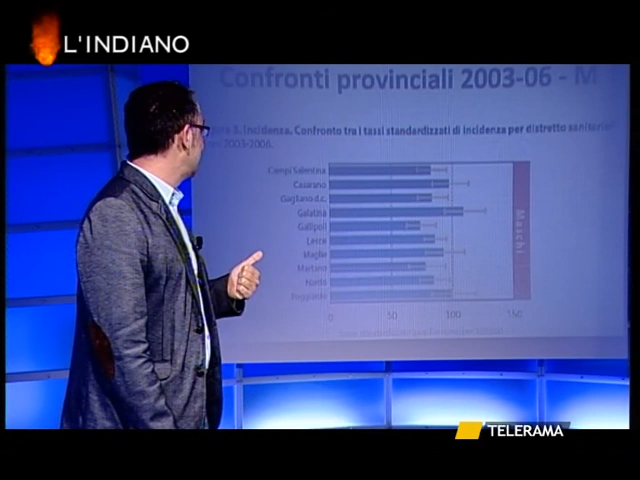 L'INDIANO
Confronti provinciali 2003-06 - M
3. Incidenza. Confronto tra i tassi standardizzati di incidenza per distretto sanitario
2003-2006.
Campi Salentina
Casarano
Gagliano d.c.
Galatina
Gallipoli
Lecce
Maglie
Martano
Nardò
Poggiardo
Maschi
0 50 100 150
TELERAMA